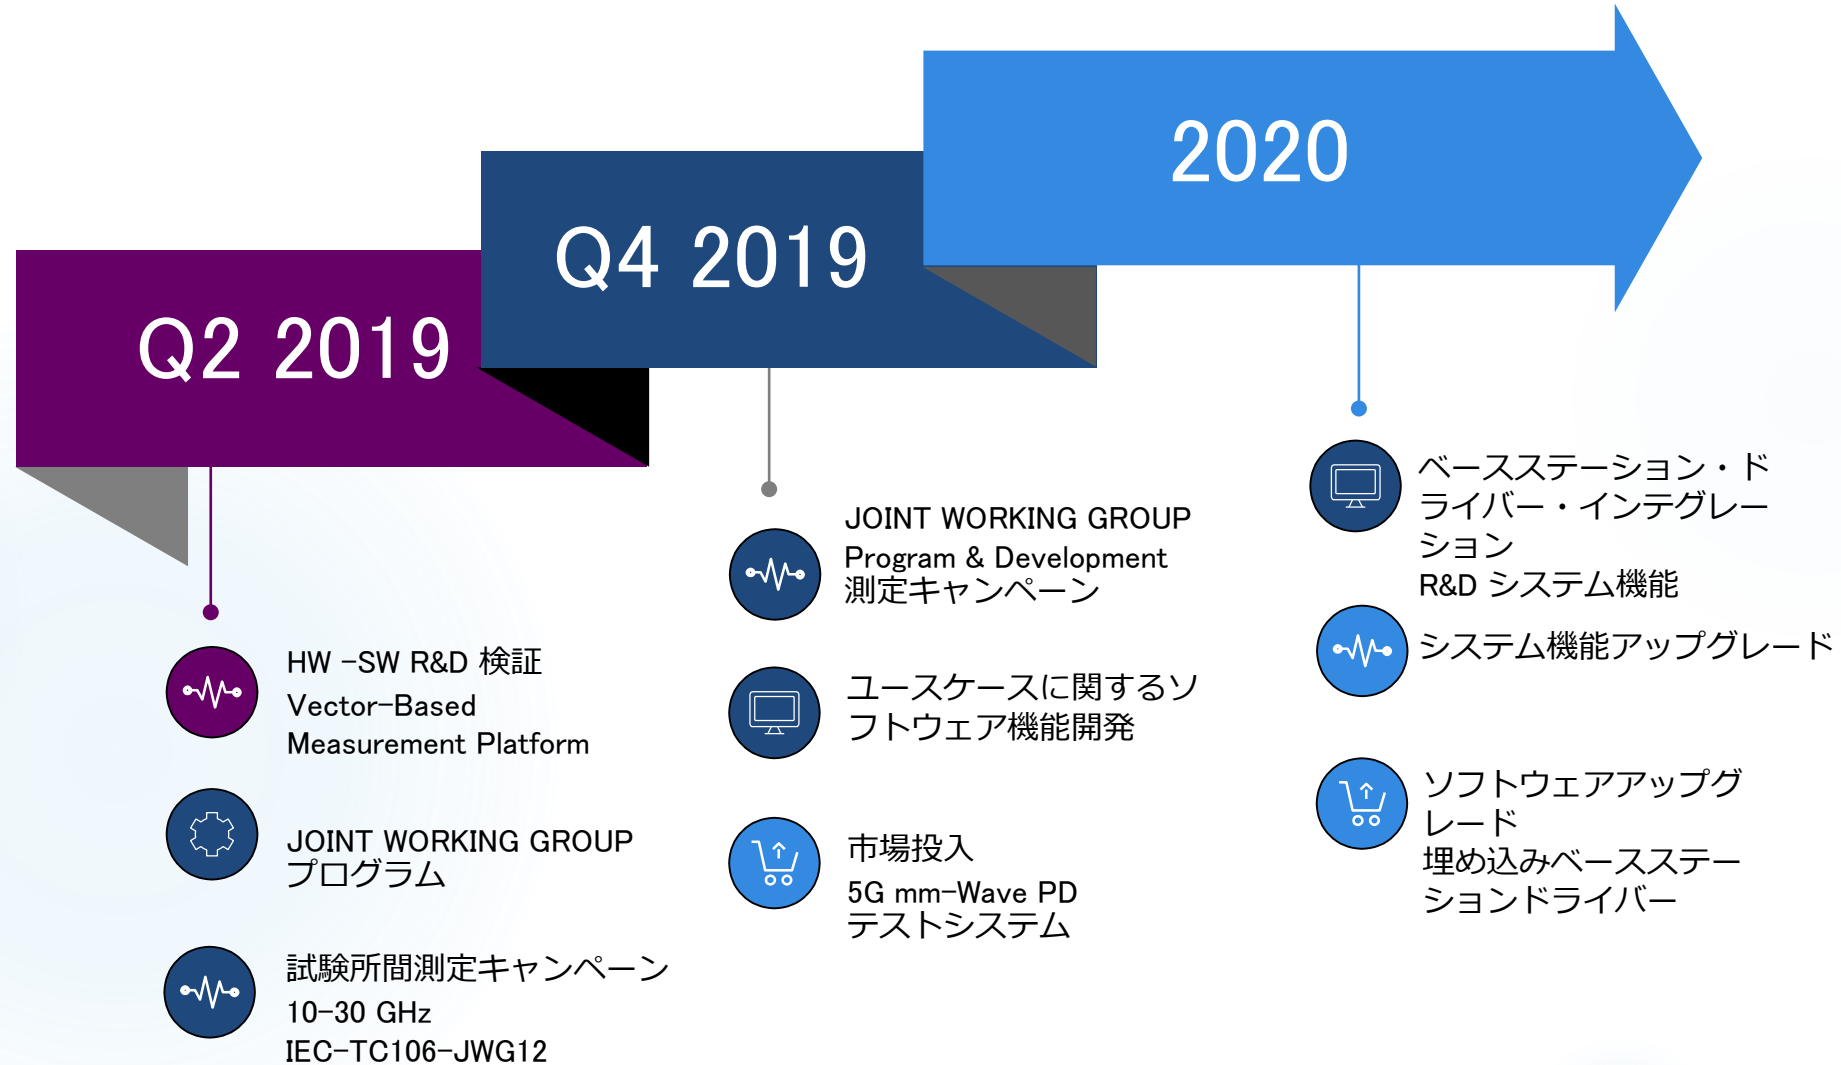 Q2 2019
HW -SW R&D 検証
Vector-Based
Measurement Platform
JOINT WORKING GROUP
プログラム
試験所間測定キャンペーン
10-30 GHz
IEC-TC106-JWG12
Q4 2019
JOINT WORKING GROUP
Program & Development
測定キャンペーン
ユースケースに関するソ
フトウェア機能開発
市場投入
5G mm-Wave PD
テストシステム
2020
ベースステーション・ド
ライバー・インテグレー
ション
R&D システム機能
システム機能アップグレード
ソフトウェアアップグ
レード
埋め込みベースステー
ションドライバー